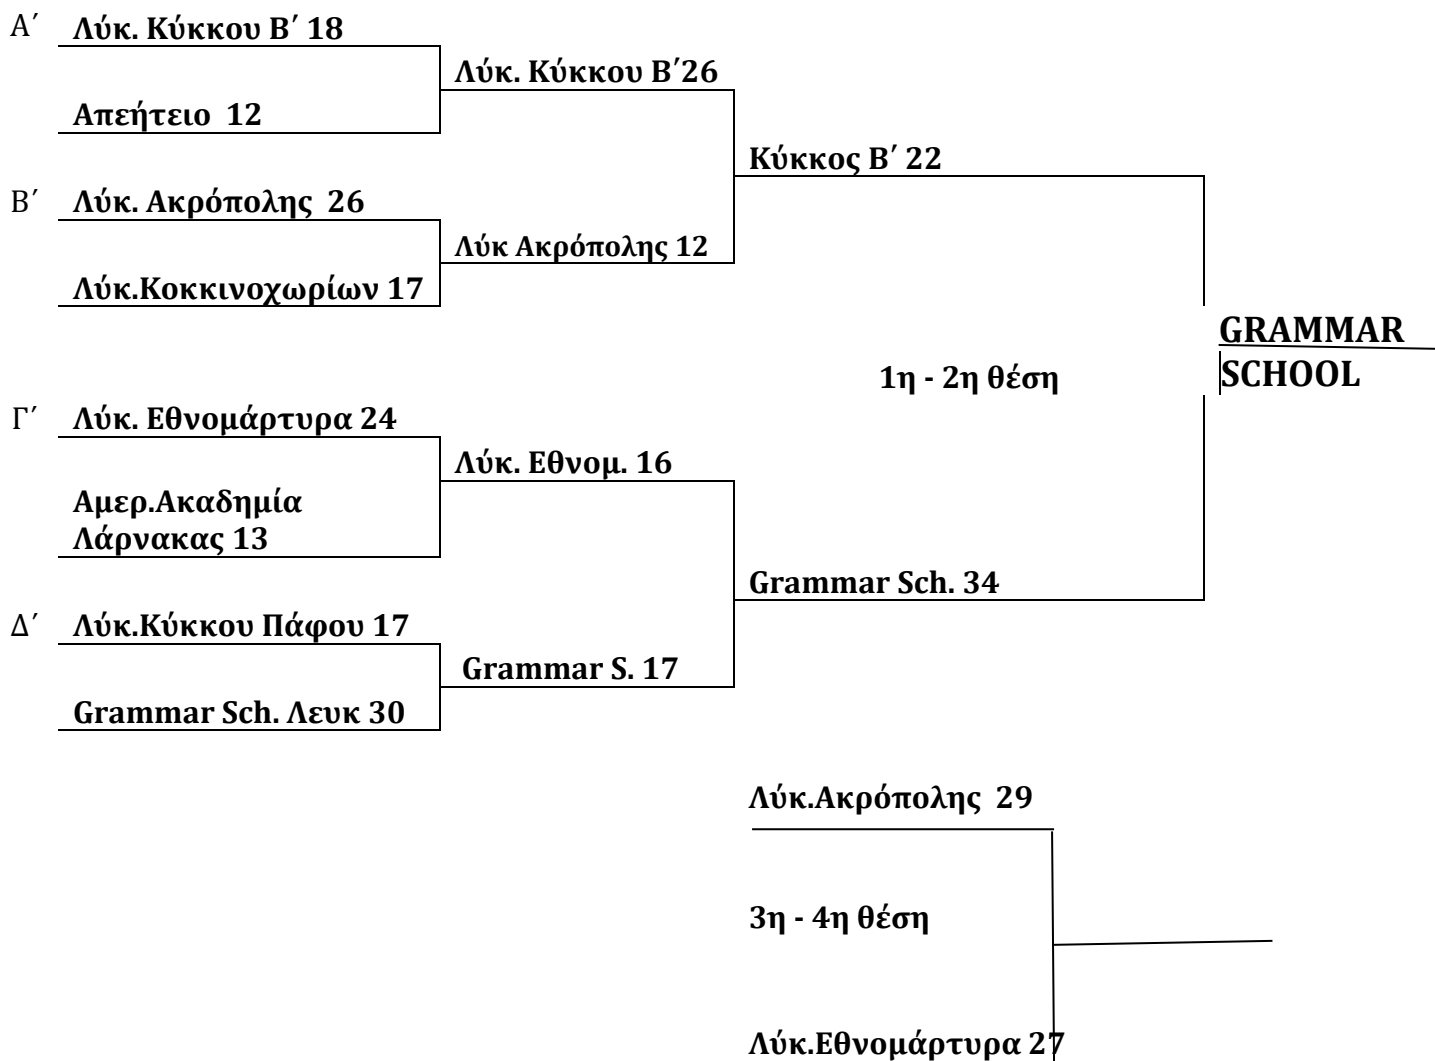 Α΄ Λύκ. Κύκκου Β΄ 18
Λύκ. Κύκκου Β΄26
Απεήτειο 12
Κύκκος Β΄ 22
Β΄ Λύκ. Ακρόπολης 26
Λύκ Ακρόπολης 12
Λύκ.Κοκκινοχωρίων 17
GRAMMAR
SCHOOL
1η - 2η θέση
Γ΄ Λύκ. Εθνομάρτυρα 24
Λύκ. Εθνομ. 16
Αμερ.Ακαδημία
Λάρνακας 13
Grammar Sch. 34
Δ΄ Λύκ.Κύκκου Πάφου 17
Grammar S. 17
Grammar Sch. Λευκ 30
Λύκ.Ακρόπολης 29
3η - 4η θέση
Λύκ.Εθνομάρτυρα 27